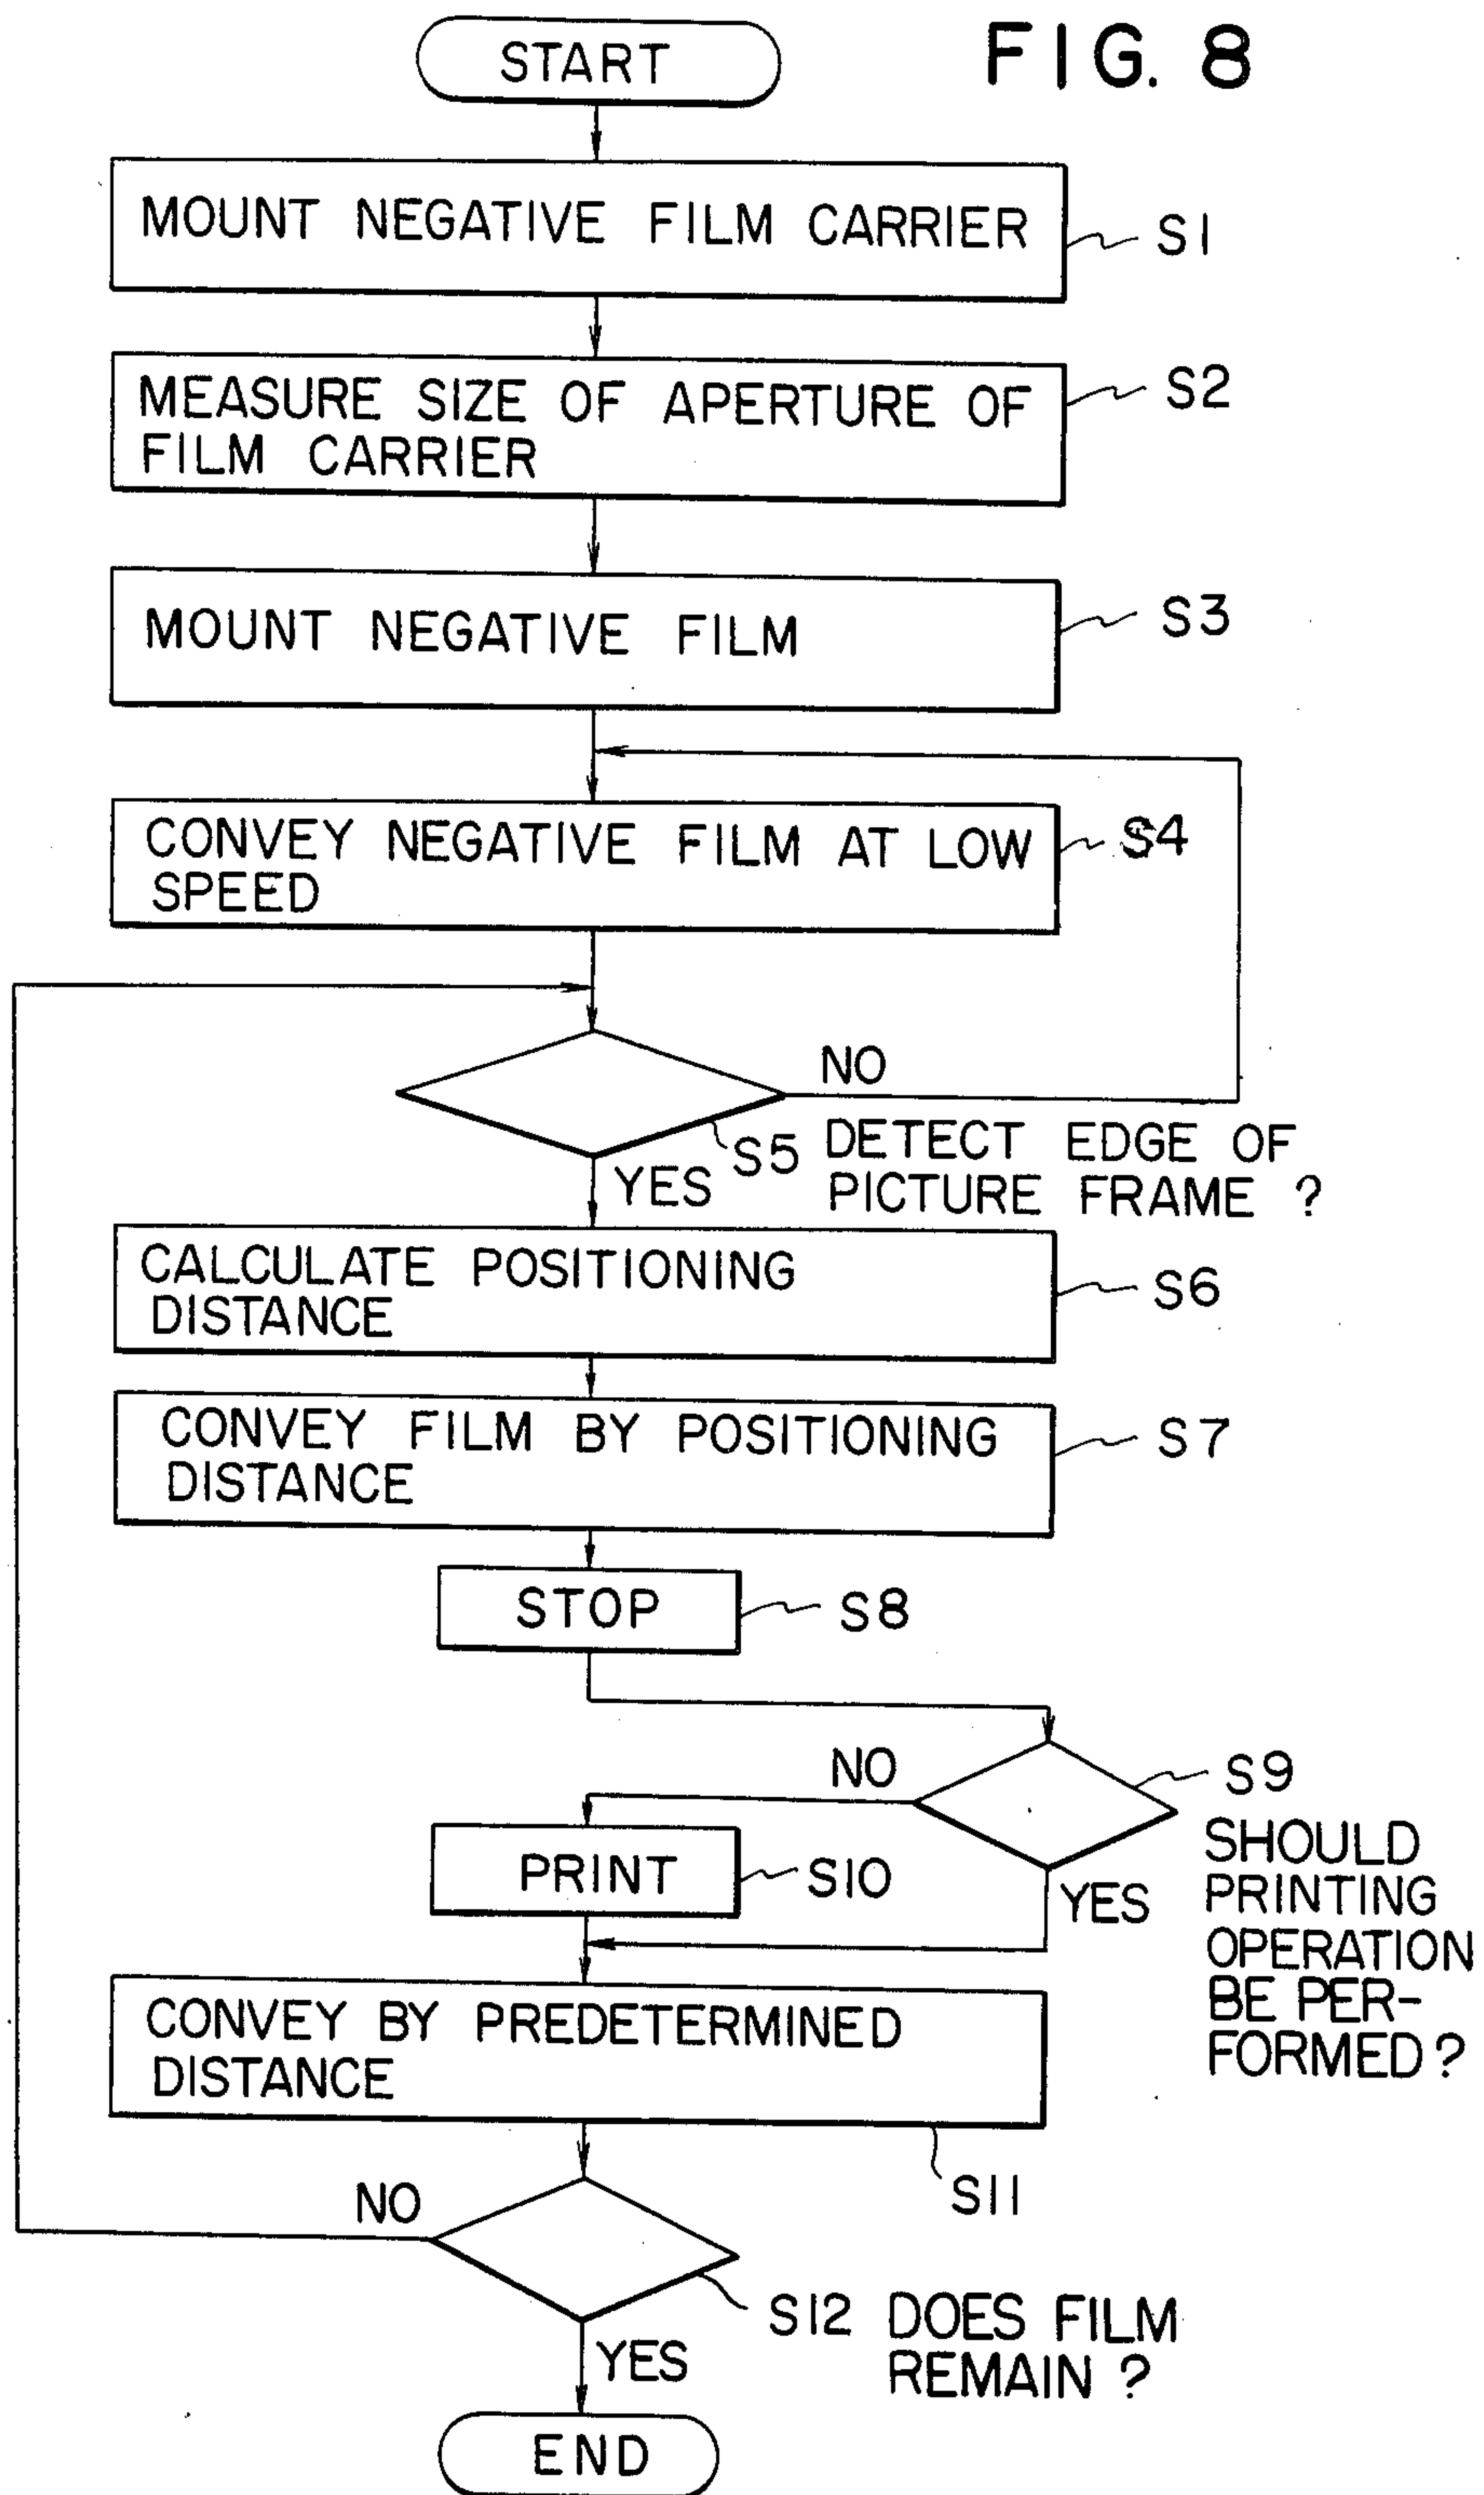 FIG. 8
START
MOUNT NEGATIVE FILM CARRIER
S1
MEASURE SIZE OF APERTURE OF
FILM CARRIER
S2
MOUNT NEGATIVE FILM
S3
CONVEY NEGATIVE FILM AT LOW
SPEED
S4
NO
S5 DETECT EDGE OF
PICTURE FRAME ?
YES
CALCULATE POSITIONING
DISTANCE
S6
CONVEY FILM BY POSITIONING
DISTANCE
S7
STOP
S8
NO
S9
SHOULD
PRINTING
OPERATION
BE PER-
FORMED ?
PRINT
S10
YES
CONVEY BY PREDETERMINED
DISTANCE
S11
NO
S12 DOES FILM
REMAIN ?
YES
END